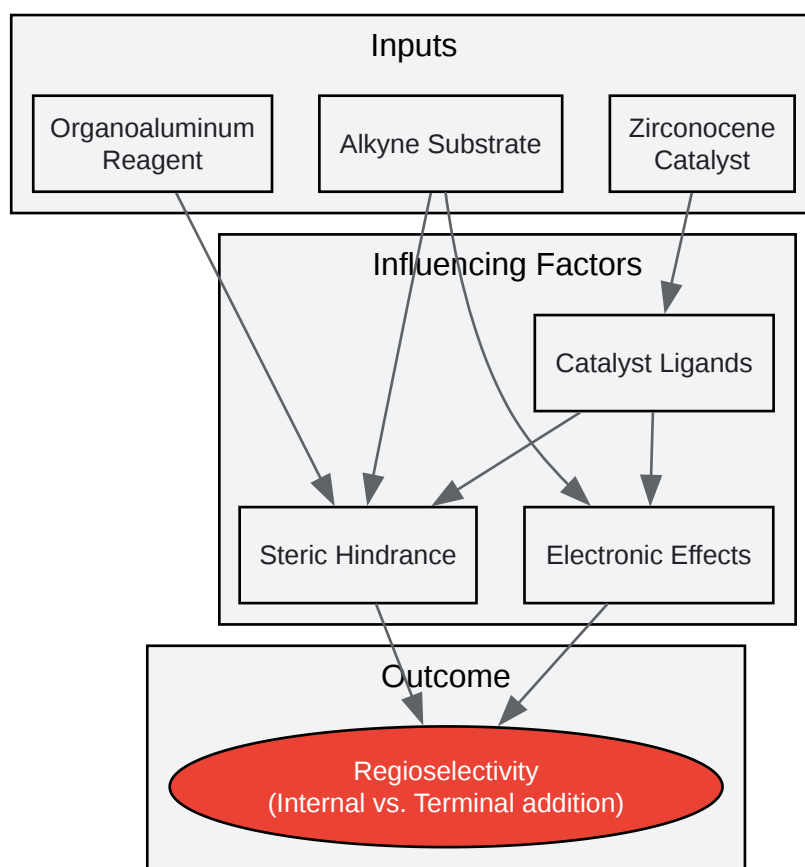 Inputs
Organoaluminum
Reagent
Alkyne Substrate
Zirconocene
Catalyst
Influencing Factors
Catalyst Ligands
Steric Hindrance
Electronic Effects
Outcome
Regioselectivity
(Internal vs. Terminal addition)